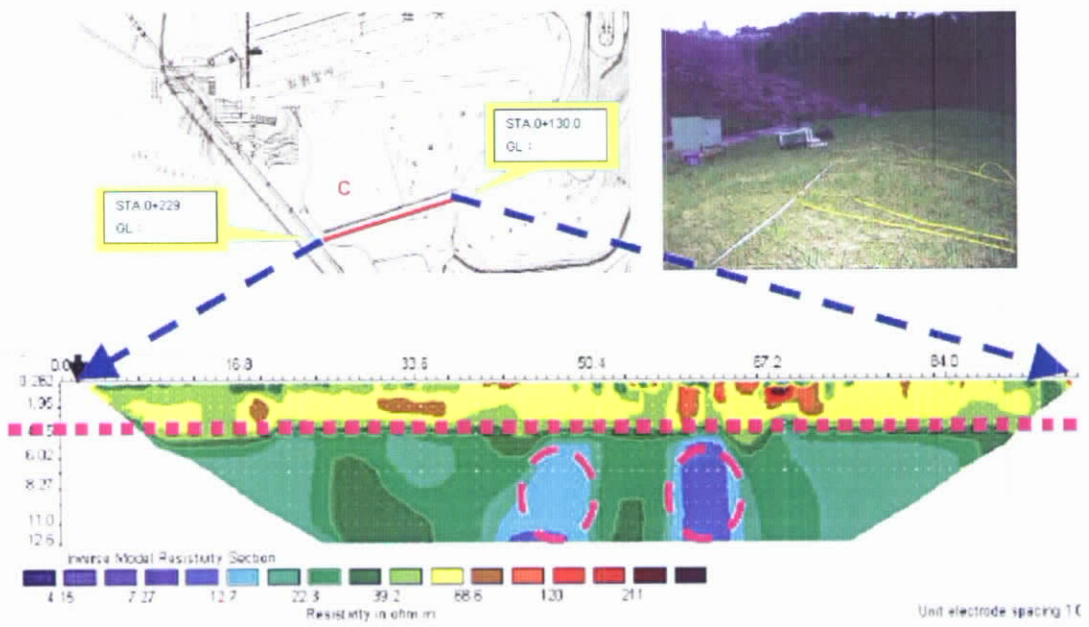 STA.0+130.0
GL :
C
STA.0+229
GL :
0.0 16.8 33.6 50.4 67.2 84.0
0.263
1.95
6.02
8.27
11.0
12.6
Inverse Model Resistivity Section
4.15 7.27 12.7 22.3 39.2 68.6 120 211
Resistivity in ohm.m
Unit electrode spacing 1.0